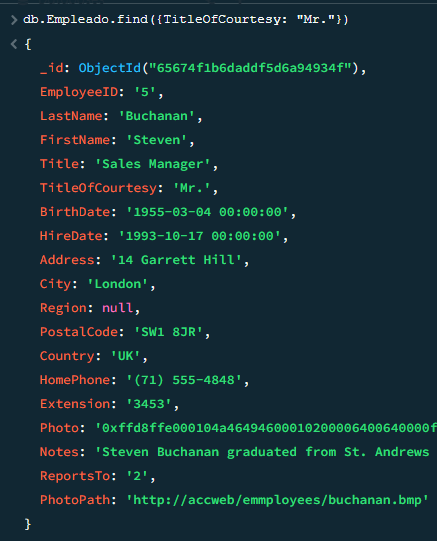 db.Empleado.find({TitleOfCourtesy: "Mr."})
{
_id: ObjectId("65674f1b6daddf5d6a94934f"),
EmployeeID: '5',
LastName: 'Buchanan',
FirstName: 'Steven',
Title: 'Sales Manager',
TitleOfCourtesy: 'Mr.',
BirthDate: '1955-03-04 00:00:00',
HireDate: '1993-10-17 00:00:00',
Address: '14 Garrett Hill',
City: 'London',
Region: null,
PostalCode: 'SW1 8JR',
Country: 'UK',
HomePhone: '(71) 555-4848',
Extension: '3453',
Photo: '0xffd8ffe000104a46494600010200006400640000f
Notes: 'Steven Buchanan graduated from St. Andrews
ReportsTo: '2',
PhotoPath: 'http://accweb/emmployees/buchanan.bmp'
}